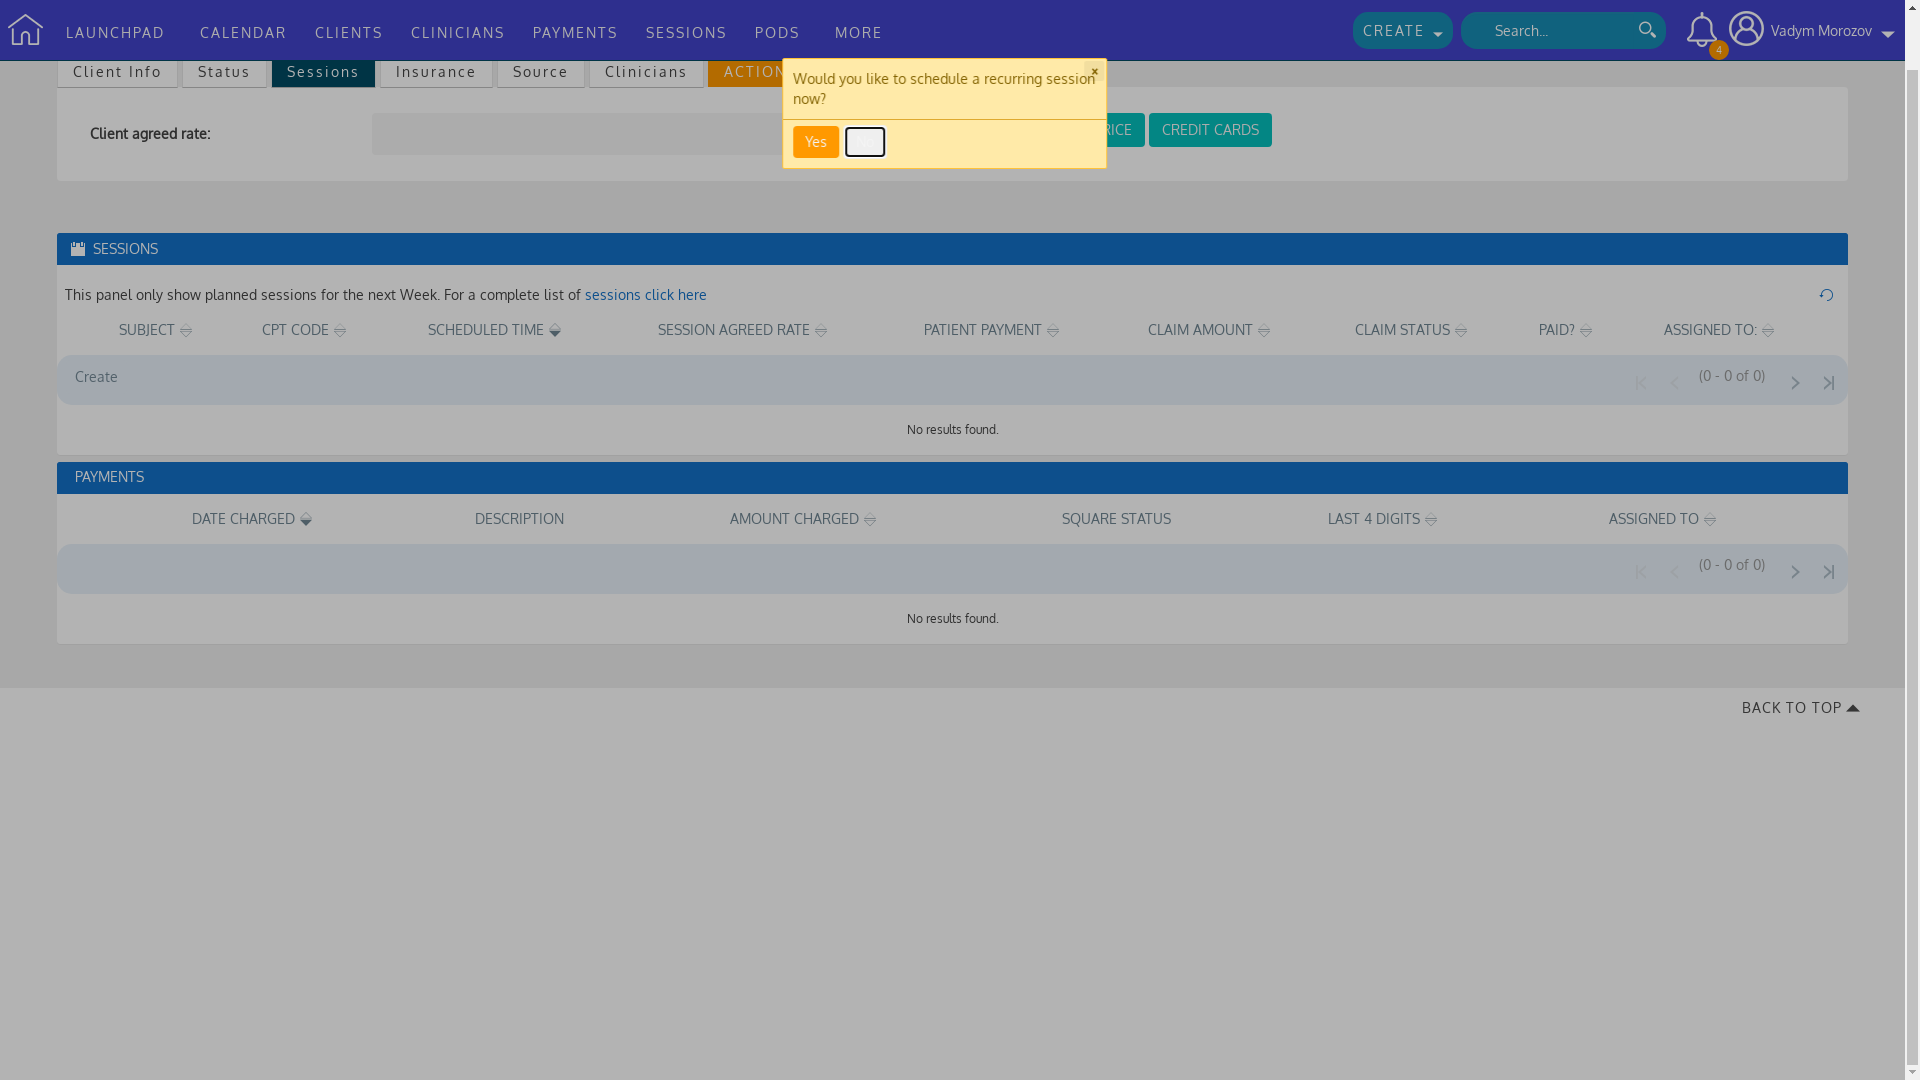 LAUNCHPAD CALENDAR CLIENTS CLINICIANS PAYMENTS SESSIONS PODS MORE CREATE Search... 4 Vadym Morozov
Client Info Status Sessions Insurance Source Clinicians ACTION
Would you like to schedule a recurring session
now?
x
Yes
Client agreed rate:
CREDIT CARDS
SESSIONS
This panel only show planned sessions for the next Week. For a complete list of sessions click here
SUBJECT CPT CODE SCHEDULED TIME SESSION AGREED RATE PATIENT PAYMENT CLAIM AMOUNT CLAIM STATUS PAID? ASSIGNED TO:
Create (0 - 0 of 0)
No results found.
PAYMENTS
DATE CHARGED DESCRIPTION AMOUNT CHARGED SQUARE STATUS LAST 4 DIGITS ASSIGNED TO
(0 - 0 of 0)
No results found.
BACK TO TOP